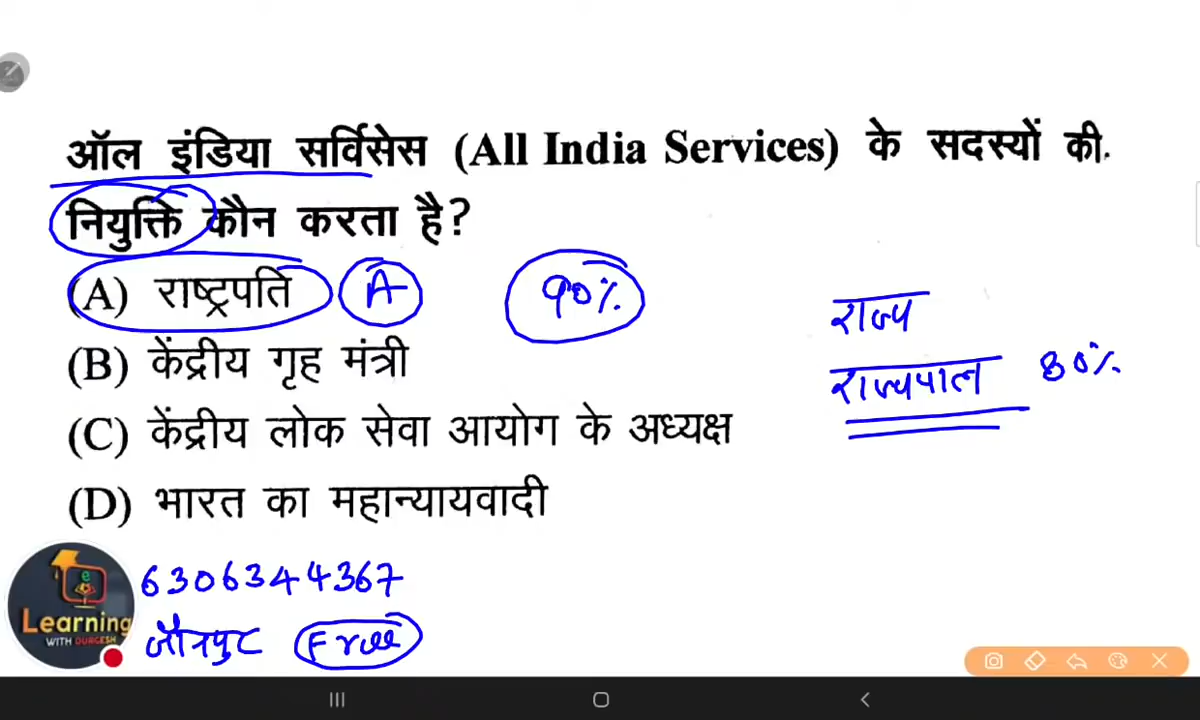 ऑल इंडिया सर्विसेस (All India Services) के सदस्यों की
नियुक्ति कौन करता है?
(A) राष्ट्रपति A 90%
राज्य
(B) केंद्रीय गृह मंत्री
राज्यपाल 80%
(C) केंद्रीय लोक सेवा आयोग के अध्यक्ष
(D) भारत का महान्यायवादी
6306344367
e
Learning
WITH DURGESH
जौनपुर Free